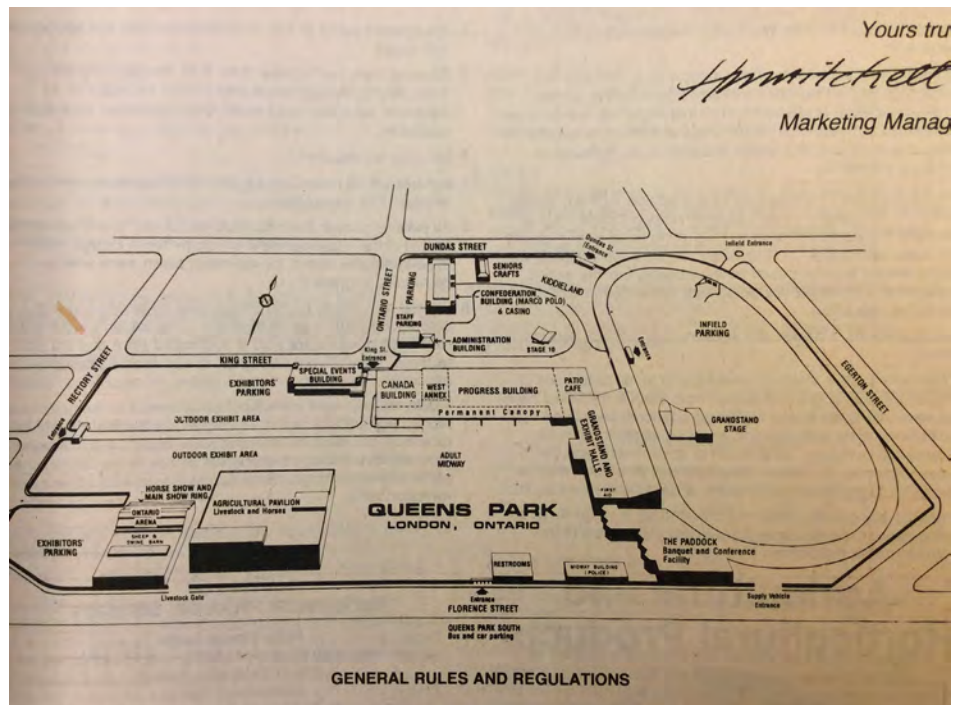 Yours tru
Hmmitchell
Marketing Manag
DUNDAS STREET
Dundas St.
Entrance
Infield Entrance
ONTARIO STREET
PARKING
SENIORS
CRAFTS
KIDDIELAND
CONFEDERATION
BUILDING (MARCO POLO)
& CASINO
STAFF
PARKING
ADMINISTRATION
BUILDING
STAGE 18
INFIELD
PARKING
Entrance
EGERTON STREET
RECTORY STREET
KING STREET
King St.
Entrance
SPECIAL EVENTS
BUILDING
EXHIBITORS'
PARKING
CANADA
BUILDING
WEST
ANNEX
PROGRESS BUILDING
PATIO
CAFE
Permanent Canopy
GRANDSTAND AND
EXHIBIT HALLS
GRANDSTAND
STAGE
Entrance
OUTDOOR EXHIBIT AREA
OUTDOOR EXHIBIT AREA
ADULT
MIDWAY
FIRST
AID
HORSE SHOW AND
MAIN SHOW RING
ONTARIO
ARENA
SHEEP &
SWINE BARN
AGRICULTURAL PAVILION
Livestock and Horses
QUEENS PARK
LONDON, ONTARIO
EXHIBITORS'
PARKING
THE PADDOCK
Banquet and Conference
Facility
RESTROOMS
MIDWAY BUILDING
(POLICE)
Livestock Gate
Entrance
Supply Vehicle
Entrance
FLORENCE STREET
QUEENS PARK SOUTH
Bus and car parking
GENERAL RULES AND REGULATIONS